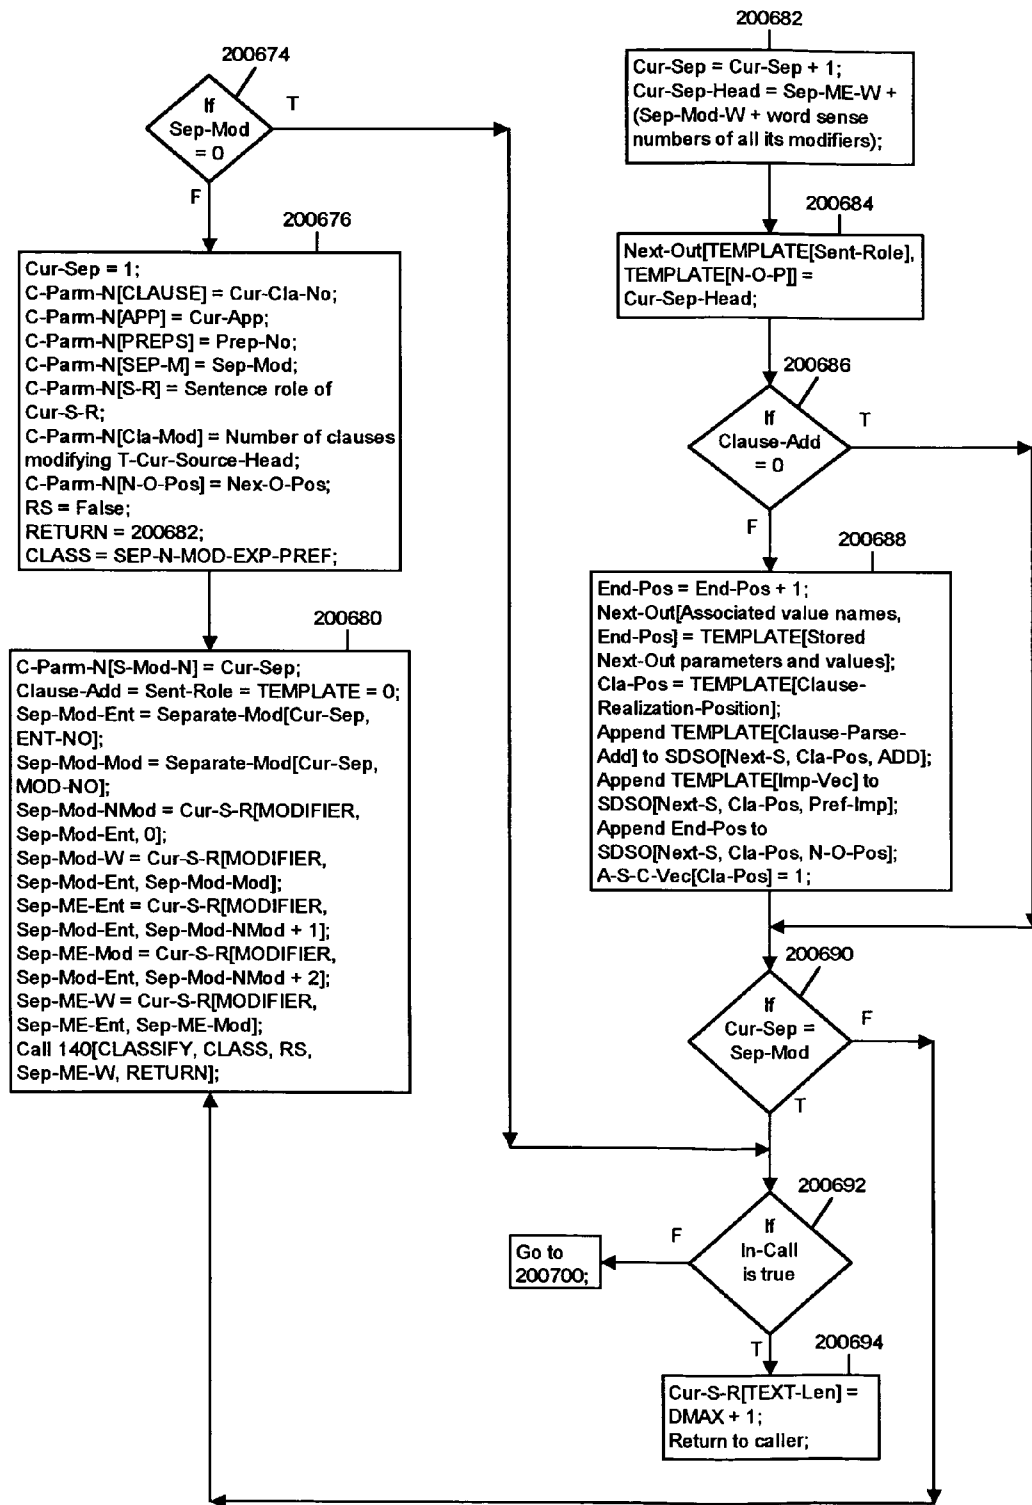 200674
If
Sep-Mod
= 0
T
F
200676
Cur-Sep = 1;
C-Parm-N[CLAUSE] = Cur-Cla-No;
C-Parm-N[APP] = Cur-App;
C-Parm-N[PREPS] = Prep-No;
C-Parm-N[SEP-M] = Sep-Mod;
C-Parm-N[S-R] = Sentence role of
Cur-S-R;
C-Parm-N[Cla-Mod] = Number of clauses
modifying T-Cur-Source-Head;
C-Parm-N[N-O-Pos] = Nex-O-Pos;
RS = False;
RETURN = 200682;
CLASS = SEP-N-MOD-EXP-PREF;
200680
C-Parm-N[S-Mod-N] = Cur-Sep;
Clause-Add = Sent-Role = TEMPLATE = 0;
Sep-Mod-Ent = Separate-Mod[Cur-Sep,
ENT-NO];
Sep-Mod-Mod = Separate-Mod[Cur-Sep,
MOD-NO];
Sep-Mod-NMod = Cur-S-R[MODIFIER,
Sep-Mod-Ent, 0];
Sep-Mod-W = Cur-S-R[MODIFIER,
Sep-Mod-Ent, Sep-Mod-Mod];
Sep-ME-Ent = Cur-S-R[MODIFIER,
Sep-Mod-Ent, Sep-Mod-NMod + 1];
Sep-ME-Mod = Cur-S-R[MODIFIER,
Sep-Mod-Ent, Sep-Mod-NMod + 2];
Sep-ME-W = Cur-S-R[MODIFIER,
Sep-ME-Ent, Sep-ME-Mod];
Call 140[CLASSIFY, CLASS, RS,
Sep-ME-W, RETURN];
200682
Cur-Sep = Cur-Sep + 1;
Cur-Sep-Head = Sep-ME-W +
(Sep-Mod-W + word sense
numbers of all its modifiers);
200684
Next-Out[TEMPLATE[Sent-Role],
TEMPLATE[N-O-P]] =
Cur-Sep-Head;
200686
If
Clause-Add
= 0
T
F
200688
End-Pos = End-Pos + 1;
Next-Out[Associated value names,
End-Pos] = TEMPLATE[Stored
Next-Out parameters and values];
Cla-Pos = TEMPLATE[Clause-
Realization-Position];
Append TEMPLATE[Clause-Parse-
Add] to SDSO[Next-S, Cla-Pos, ADD];
Append TEMPLATE[Imp-Vec] to
SDSO[Next-S, Cla-Pos, Pref-Imp];
Append End-Pos to
SDSO[Next-S, Cla-Pos, N-O-Pos];
A-S-C-Vec[Cla-Pos] = 1;
200690
If
Cur-Sep =
Sep-Mod
F
T
200692
If
In-Call
is true
F
Go to
200700;
T
200694
Cur-S-R[TEXT-Len] =
DMAX + 1;
Return to caller;